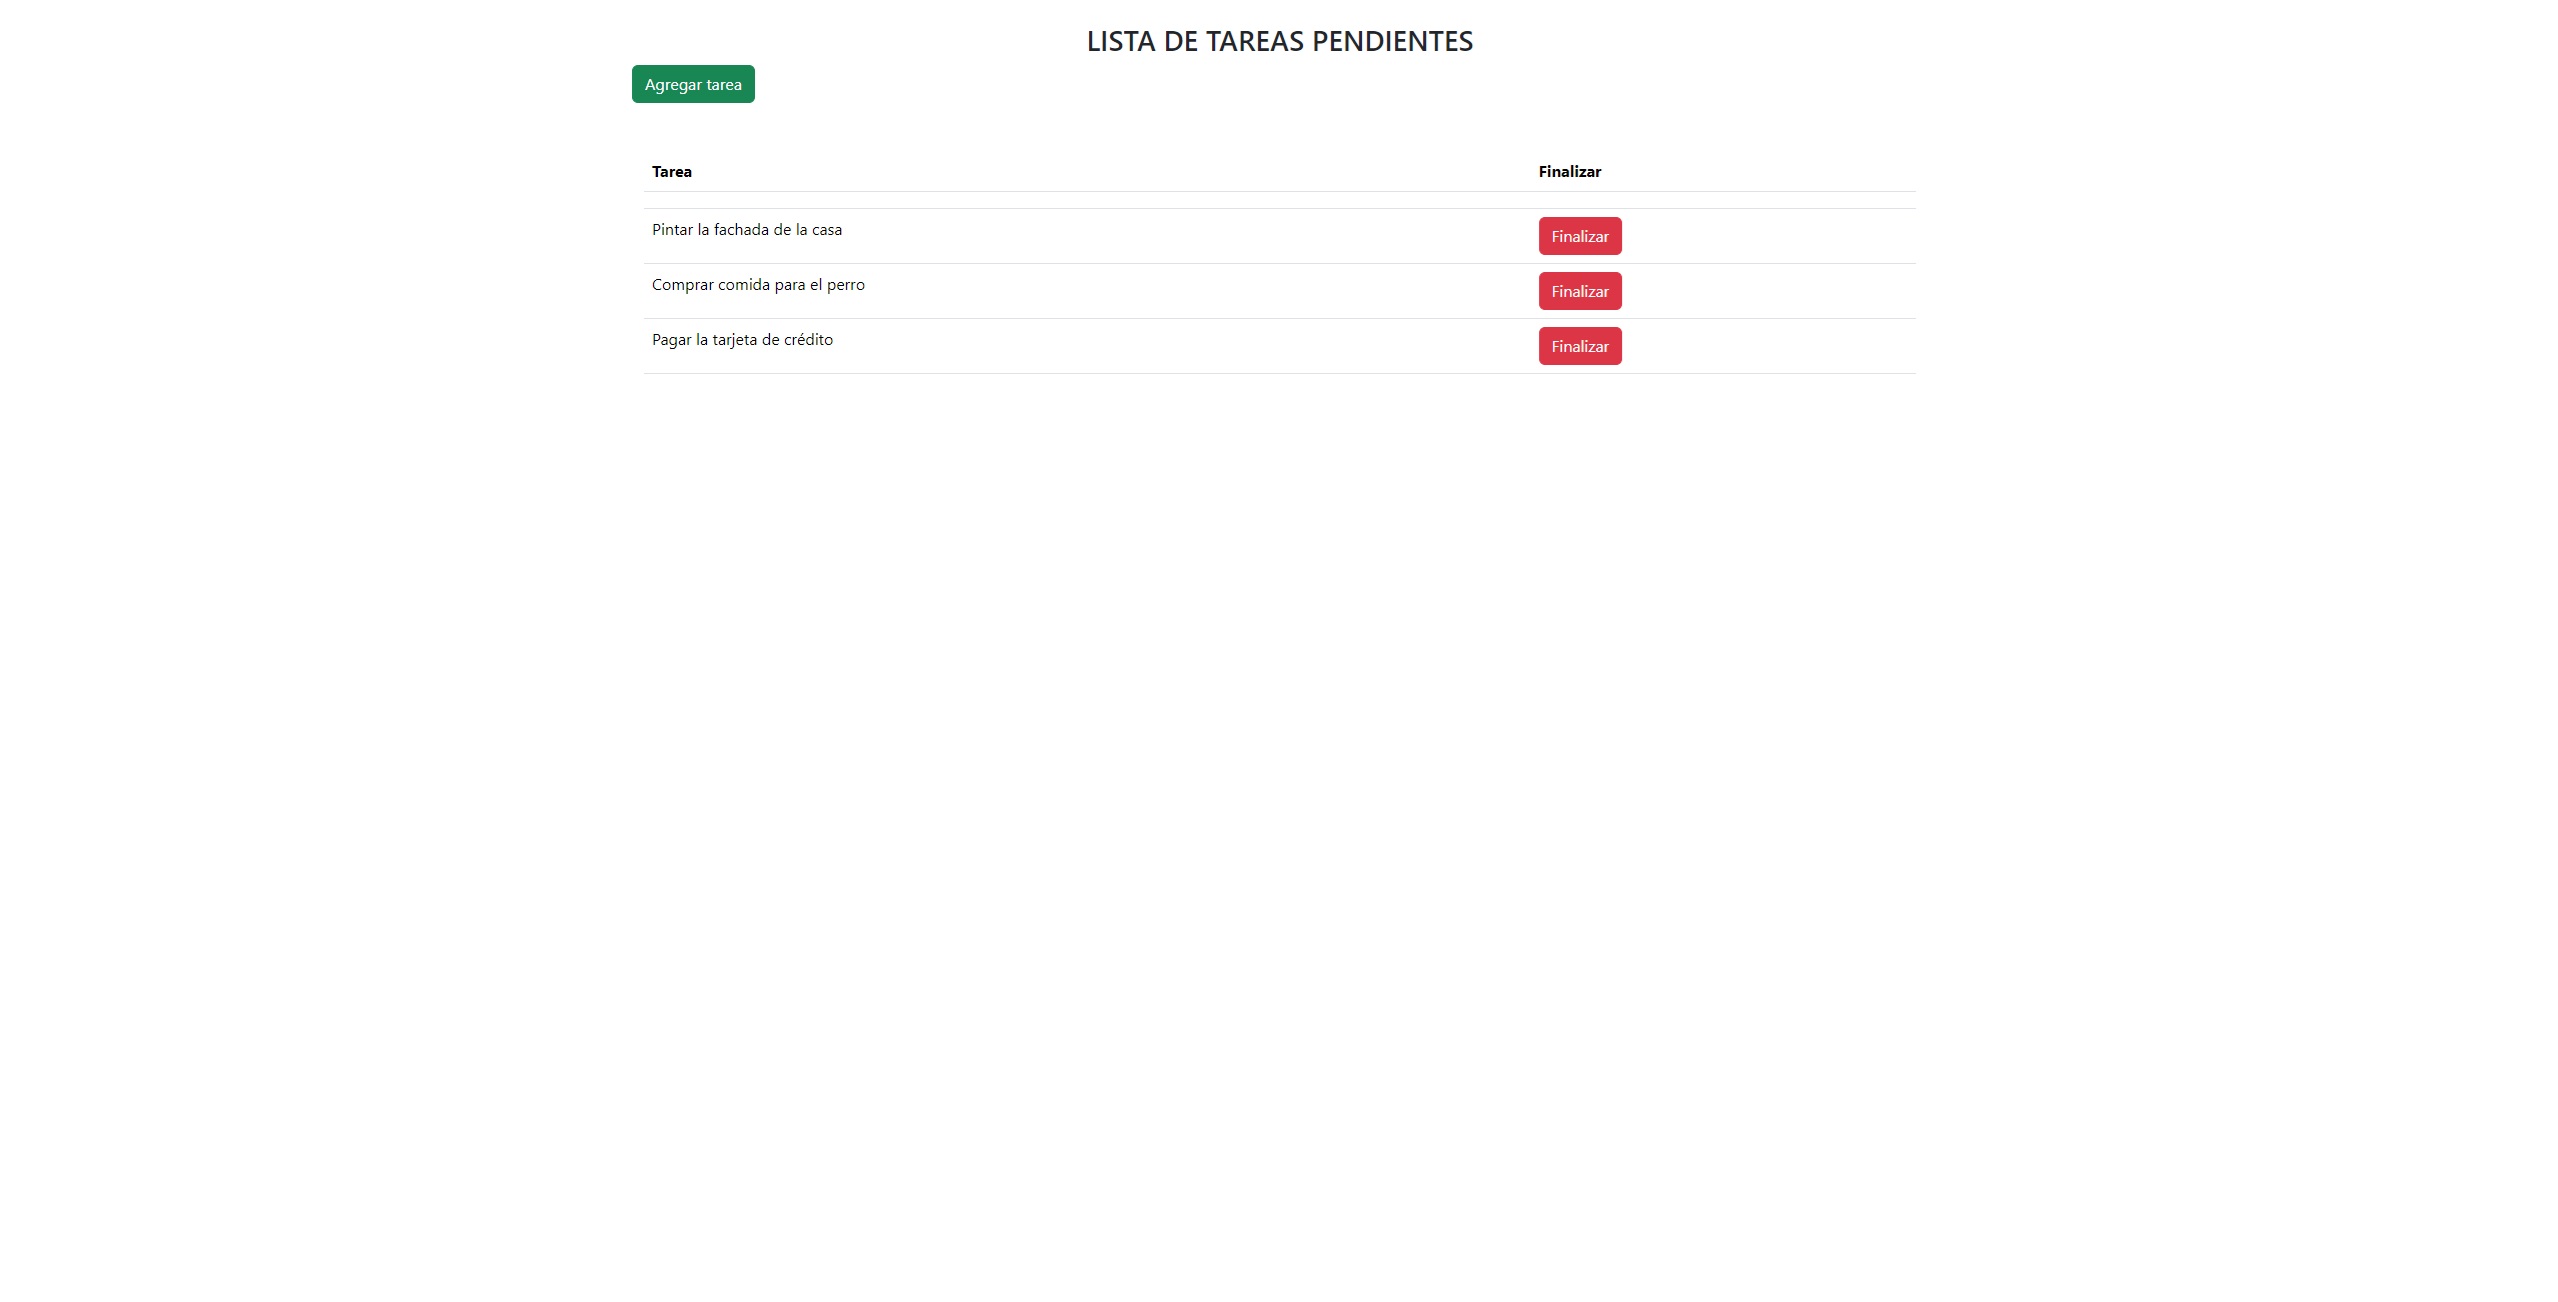 LISTA DE TAREAS PENDIENTES
Agregar tarea
Tarea Finalizar
Pintar la fachada de la casa Finalizar
Comprar comida para el perro Finalizar
Pagar la tarjeta de crédito Finalizar